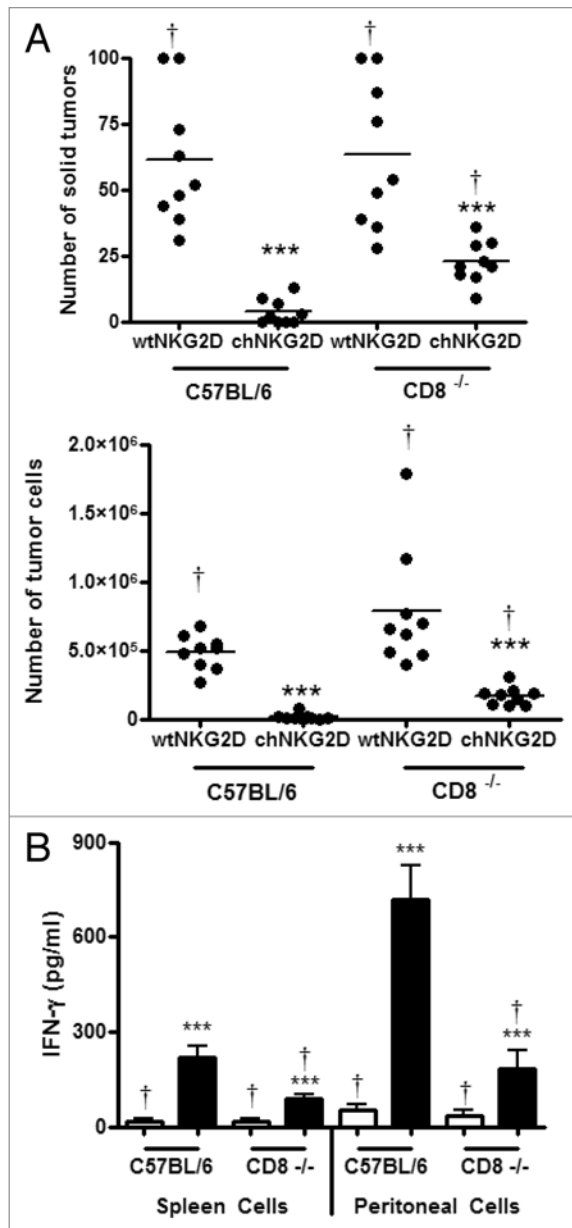 A
Number of solid tumors
100
75
50
25
0
† † †
*** ***
wtNKG2D chNKG2D wtNKG2D chNKG2D
C57BL/6 CD8 -/-
Number of tumor cells
2.0×10⁶
1.5×10⁶
1.0×10⁶
5.0×10⁵
0
† † †
*** ***
wtNKG2D chNKG2D wtNKG2D chNKG2D
C57BL/6 CD8 -/-
B
IFN-γ (pg/ml)
900
600
300
0
† *** † † *** † *** † † ***
C57BL/6 CD8 -/- C57BL/6 CD8 -/-
Spleen Cells Peritoneal Cells